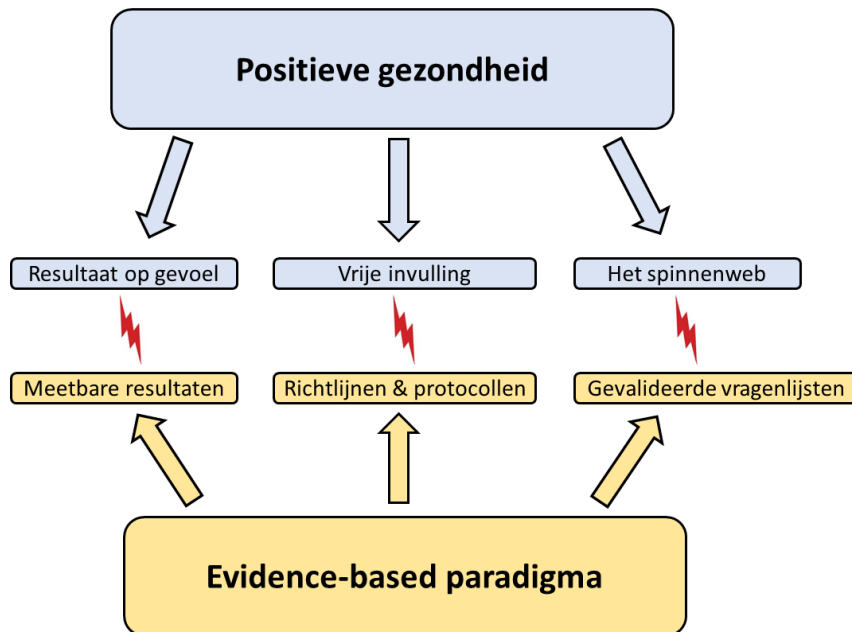 Positieve gezondheid
Resultaat op gevoel
Vrije invulling
Het spinnenweb
Meetbare resultaten
Richtlijnen & protocollen
Gevalideerde vragenlijsten
Evidence-based paradigma